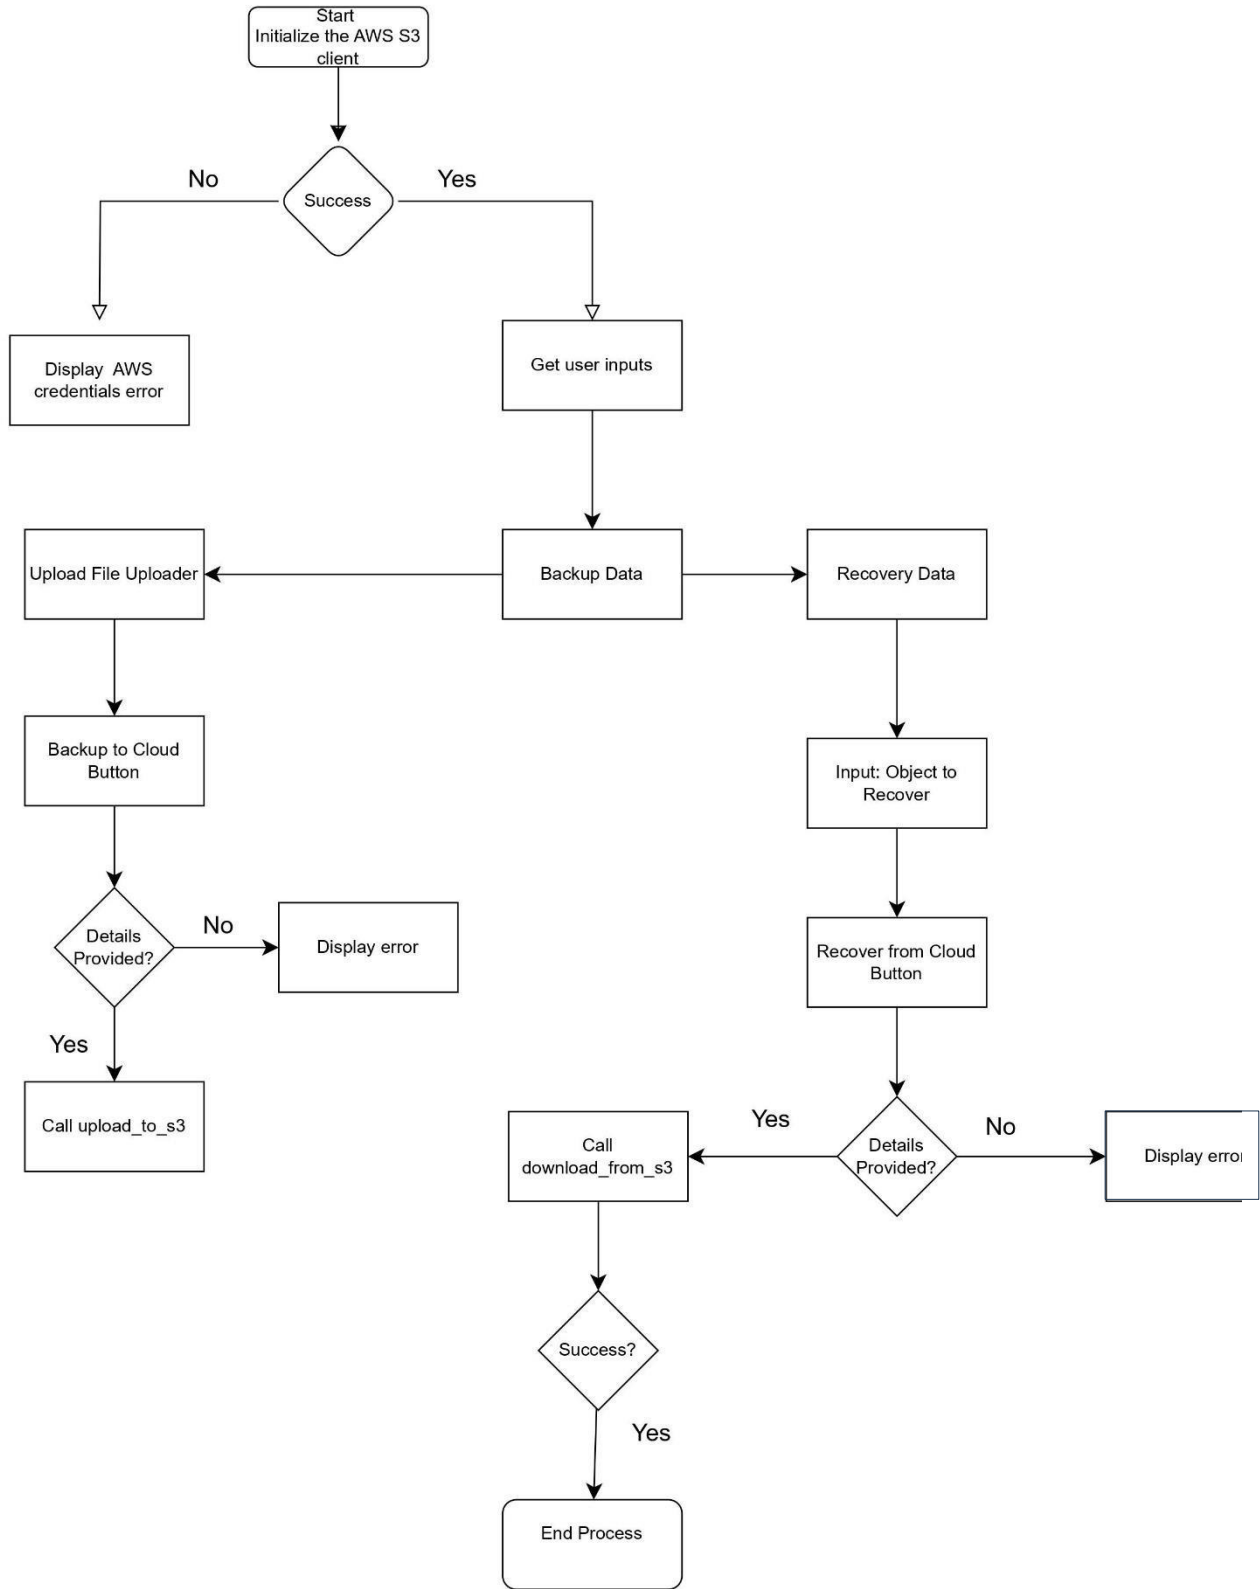 Start
Initialize the AWS S3
client
No
Yes
Success
Display  AWS
credentials error
Get user inputs
Upload File Uploader
Backup Data
Recovery Data
Backup to Cloud
Button
Input: Object to
Recover
Details
Provided?
No
Display error
Recover from Cloud
Button
Yes
Call upload_to_s3
Call
download_from_s3
Yes
Details
Provided?
No
Display error
Success?
Yes
End Process